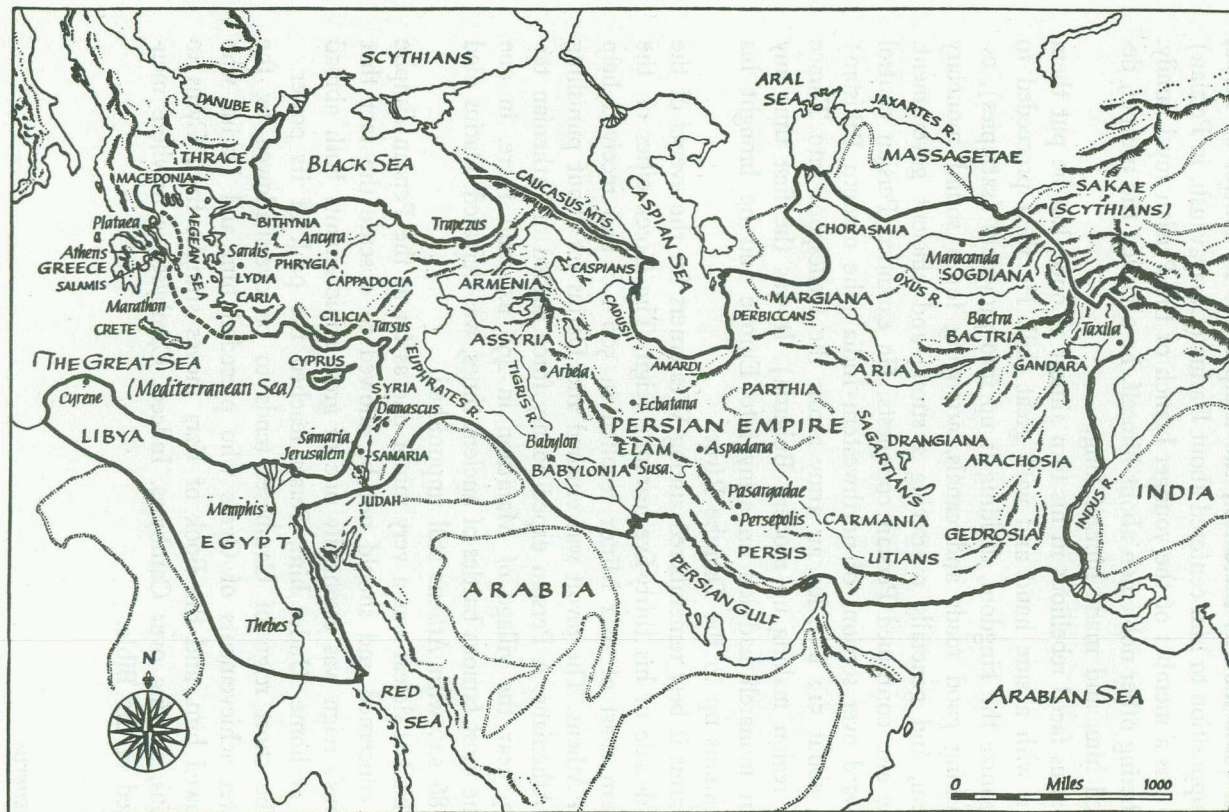 SCYTHIANS
ARAL
SEA
JAXARTES R.
DANUBE R.
MASSAGETAE
THRACE
BLACK SEA
SAKAE
(SCYTHIANS)
MACEDONIA
CAUCASUS MTS.
CASPIAN SEA
CHORASMIA
Plataea
AEGEAN SEA
BITHYNIA
Ancyra
Trapezus
Maracanda
SOGDIANA
Athens
Sardis
PHRYGIA
GREECE
LYDIA
CAPPADOCIA
ARMENIA
CASPIANS
OXUS R.
SALAMIS
CARIA
CADUSII
MARGIANA
Bactra
Marathon
CILICIA
Tarsus
DERBICCANS
BACTRIA
Taxila
CRETE
ASSYRIA
AMARDI
ARIA
GANDARA
THE GREAT SEA
(Mediterranean Sea)
CYPRUS
EUPHRATES R.
Arbela
PARTHIA
SYRIA
TIGRIS R.
Cyrene
Damascus
Ecbatana
SAGARTIANS
LIBYA
PERSIAN EMPIRE
DRANGIANA
Samaria
Babylon
ELAM
Aspadana
Jerusalem
SAMARIA
ARACHOSIA
BABYLONIA
Susa
INDUS R.
INDIA
JUDAH
Pasargadae
Memphis
Persepolis
CARMANIA
EGYPT
PERSIS
UTIANS
GEDROSIA
ARABIA
PERSIAN GULF
Thebes
N
RED
SEA
ARABIAN SEA
0 Miles 1000